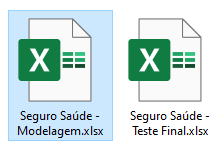 X
Seguro Saúde -
Modelagem.xlsx
X
Seguro Saúde -
Teste Final.xlsx